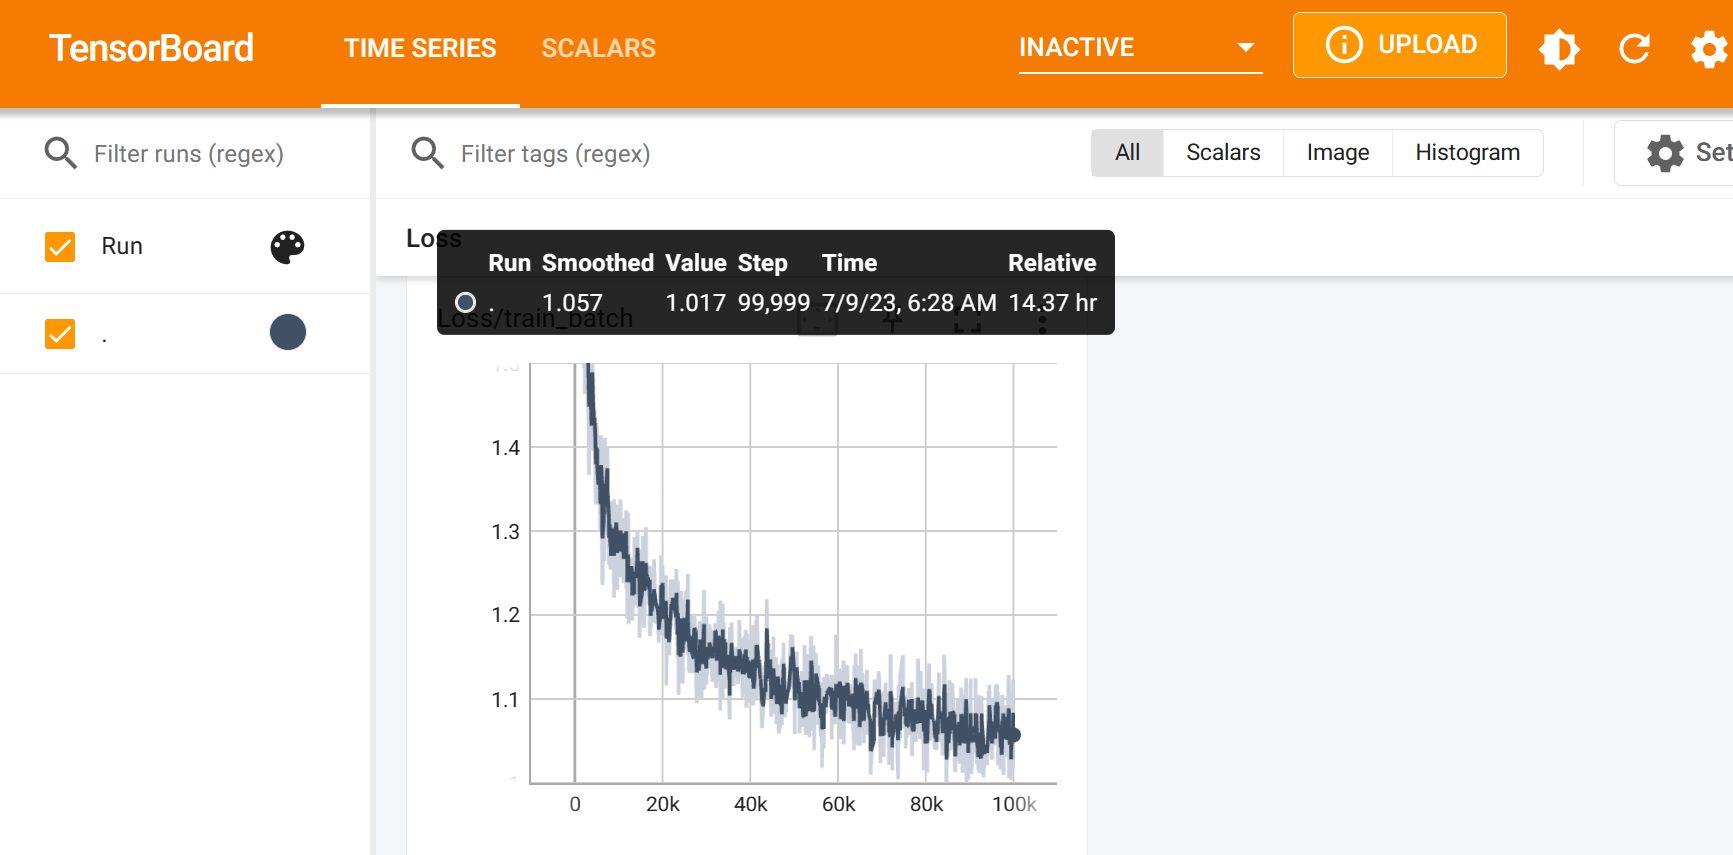 TensorBoard TIME SERIES SCALARS INACTIVE UPLOAD
Filter runs (regex) Filter tags (regex) All Scalars Image Histogram Set
Run
.
Loss
Run Smoothed Value Step Time Relative
. 1.057 1.017 99,999 7/9/23, 6:28 AM 14.37 hr
Loss/train_batch
1.4
1.3
1.2
1.1
0 20k 40k 60k 80k 100k